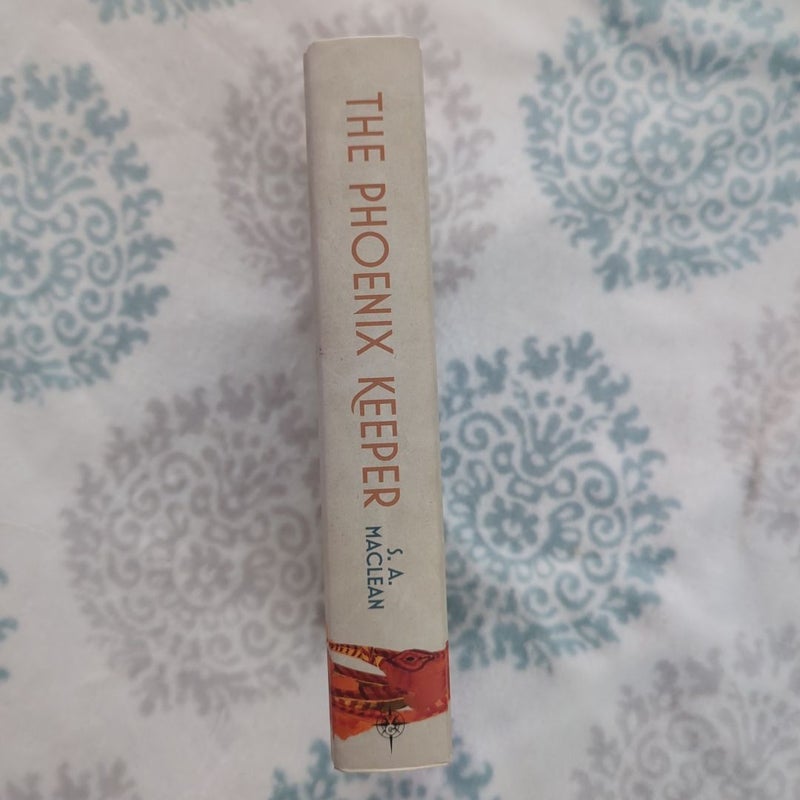 THE PHOENIX KEEPER
S. A.
MACLEAN